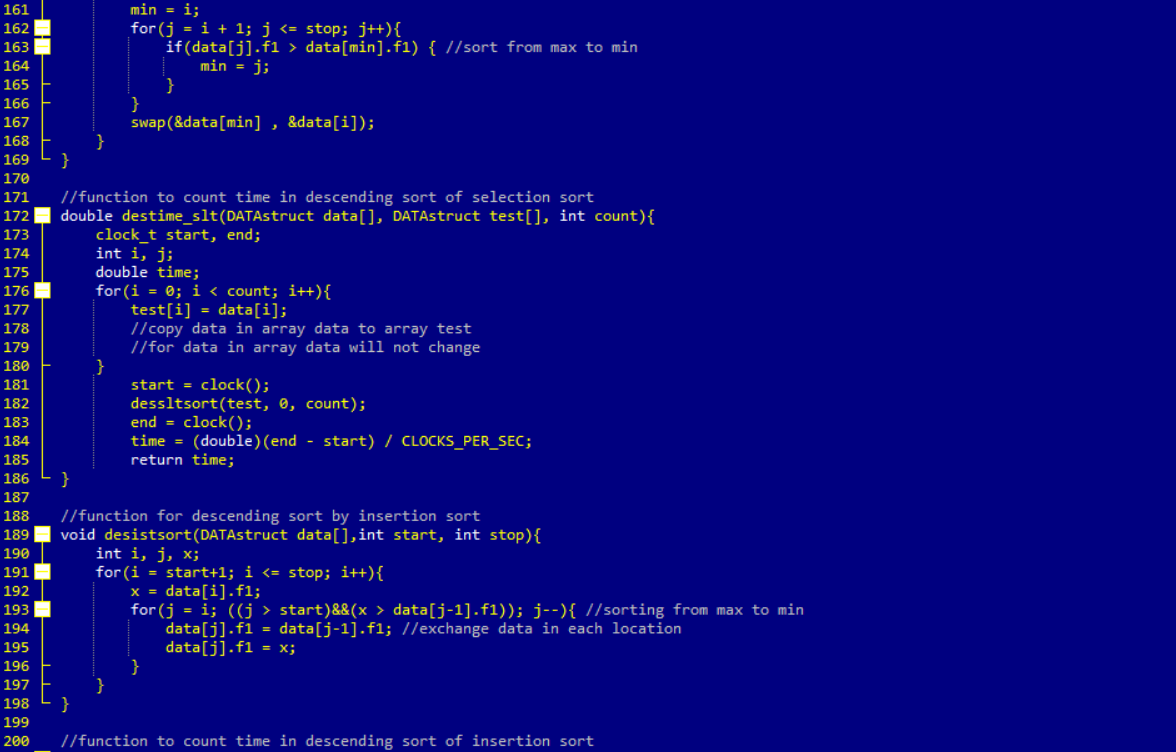 161 min = i;
162 for(j = i + 1; j <= stop; j++){
163 if(data[j].f1 > data[min].f1) { //sort from max to min
164 min = j;
165 }
166 }
167 swap(&data[min] , &data[i]);
168 }
169 }
170
171 //function to count time in descending sort of selection sort
172 double destime_slt(DATAstruct data[], DATAstruct test[], int count){
173 clock_t start, end;
174 int i, j;
175 double time;
176 for(i = 0; i < count; i++){
177 test[i] = data[i];
178 //copy data in array data to array test
179 //for data in array data will not change
180 }
181 start = clock();
182 dessltsort(test, 0, count);
183 end = clock();
184 time = (double)(end - start) / CLOCKS_PER_SEC;
185 return time;
186 }
187
188 //function for descending sort by insertion sort
189 void desistsort(DATAstruct data[],int start, int stop){
190 int i, j, x;
191 for(i = start+1; i <= stop; i++){
192 x = data[i].f1;
193 for(j = i; ((j > start)&&(x > data[j-1].f1)); j--){ //sorting from max to min
194 data[j].f1 = data[j-1].f1; //exchange data in each location
195 data[j].f1 = x;
196 }
197 }
198 }
199
200 //function to count time in descending sort of insertion sort